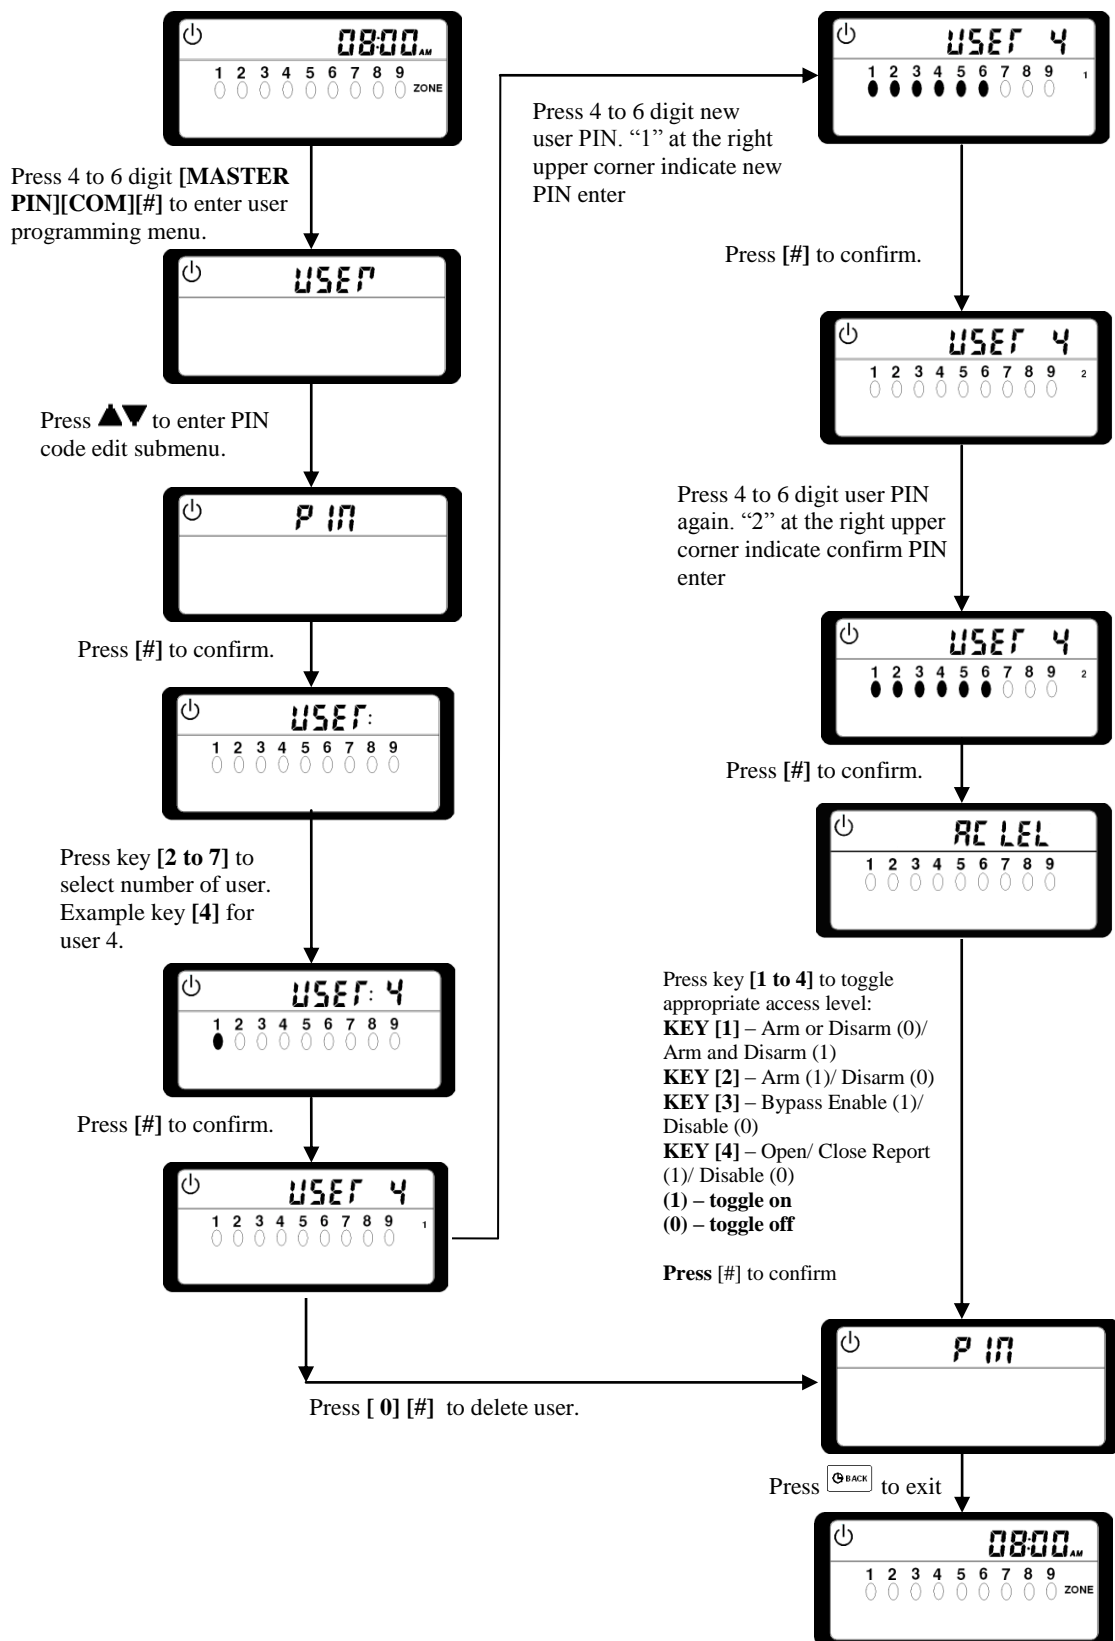 08:00 AM
1 2 3 4 5 6 7 8 9 ZONE
Press 4 to 6 digit [MASTER
PIN][COM][#] to enter user
programming menu.
USER
Press ▲▼ to enter PIN
code edit submenu.
PIN
Press [#] to confirm.
USER:
1 2 3 4 5 6 7 8 9
Press key [2 to 7] to
select number of user.
Example key [4] for
user 4.
USER: 4
1 2 3 4 5 6 7 8 9
Press [#] to confirm.
USER 4
1 2 3 4 5 6 7 8 9 1
Press 4 to 6 digit new
user PIN. “1” at the right
upper corner indicate new
PIN enter
USER 4
1 2 3 4 5 6 7 8 9 1
Press [#] to confirm.
USER 4
1 2 3 4 5 6 7 8 9 2
Press 4 to 6 digit user PIN
again. “2” at the right upper
corner indicate confirm PIN
enter
USER 4
1 2 3 4 5 6 7 8 9 2
Press [#] to confirm.
AC LEL
1 2 3 4 5 6 7 8 9
Press key [1 to 4] to toggle
appropriate access level:
KEY [1] – Arm or Disarm (0)/
Arm and Disarm (1)
KEY [2] – Arm (1)/ Disarm (0)
KEY [3] – Bypass Enable (1)/
Disable (0)
KEY [4] – Open/ Close Report
(1)/ Disable (0)
(1) – toggle on
(0) – toggle off
Press [#] to confirm
Press [ 0] [#] to delete user.
PIN
Press BACK to exit
08:00 AM
1 2 3 4 5 6 7 8 9 ZONE